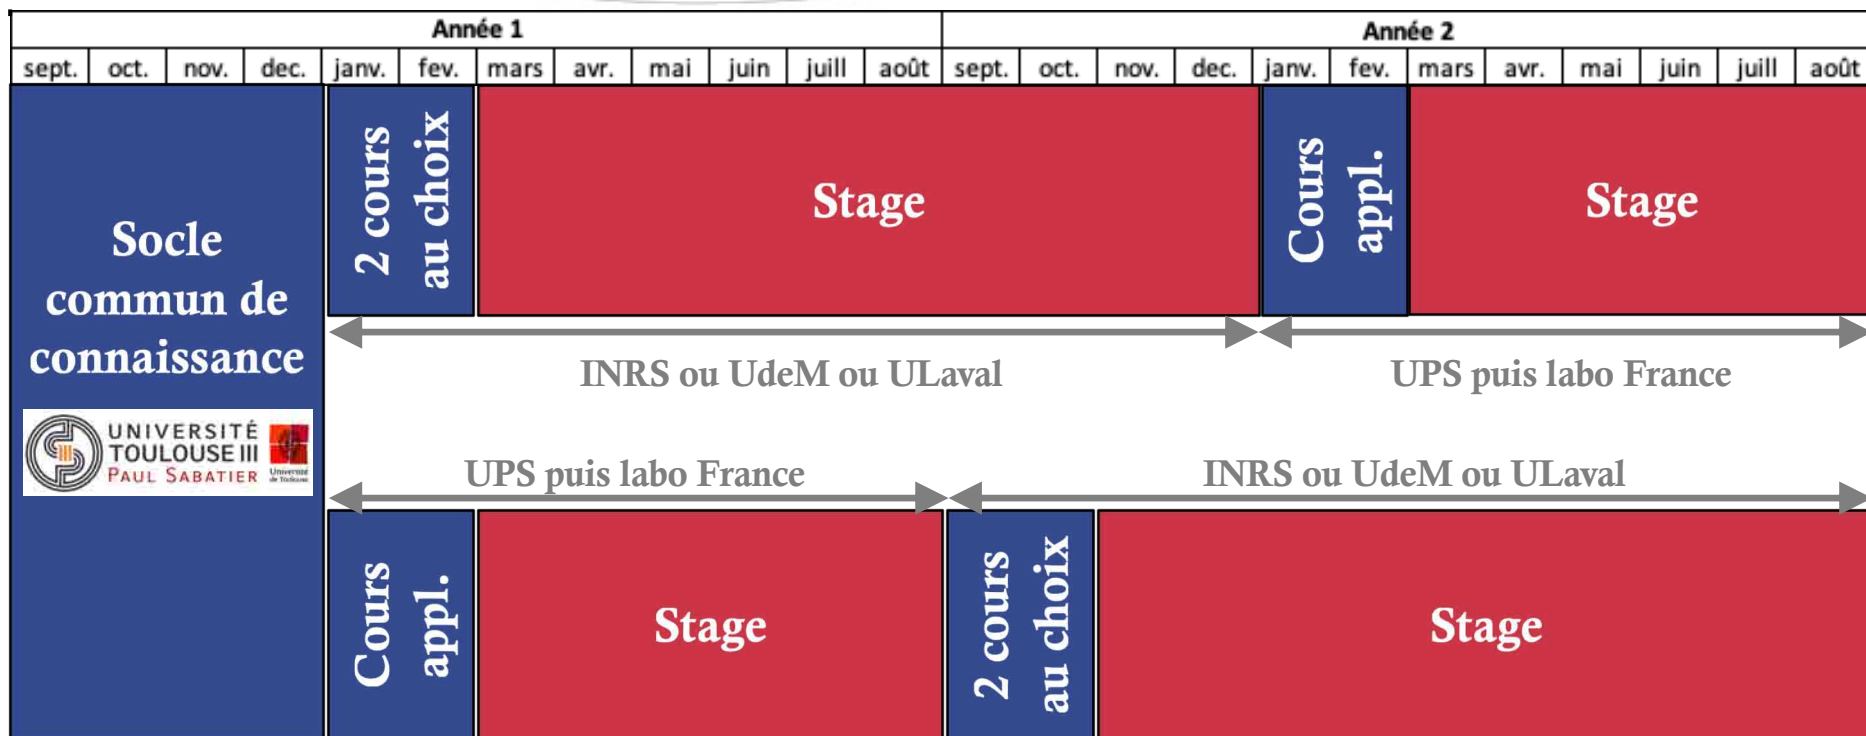 Année 1
Année 2
sept. oct. nov. dec. janv. fev. mars avr. mai juin juill août sept. oct. nov. dec. janv. fev. mars avr. mai juin juill août
Socle
commun de
connaissance
UNIVERSITÉ
TOULOUSE III
PAUL SABATIER
Université
de Toulouse
2 cours
au choix
Stage
Cours
appl.
Stage
INRS ou UdeM ou ULaval
UPS puis labo France
UPS puis labo France
INRS ou UdeM ou ULaval
Cours
appl.
Stage
2 cours
au choix
Stage